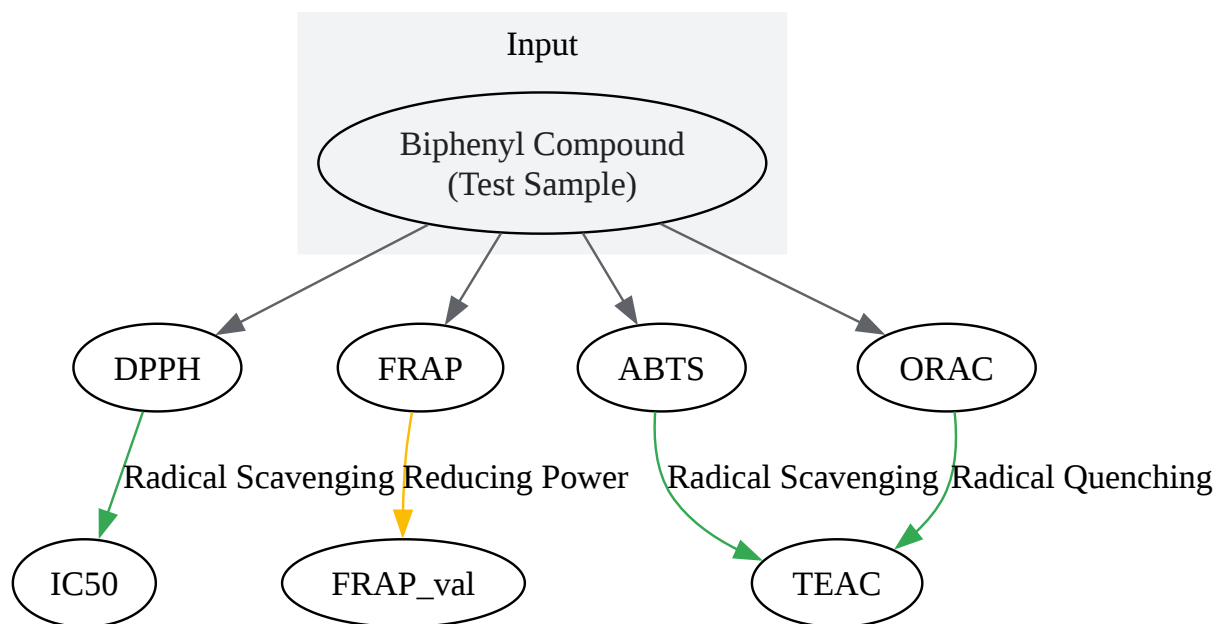 Input
Biphenyl Compound
(Test Sample)
DPPH
FRAP
ABTS
ORAC
Radical Scavenging
Reducing Power
Radical Scavenging
Radical Quenching
IC50
FRAP_val
TEAC